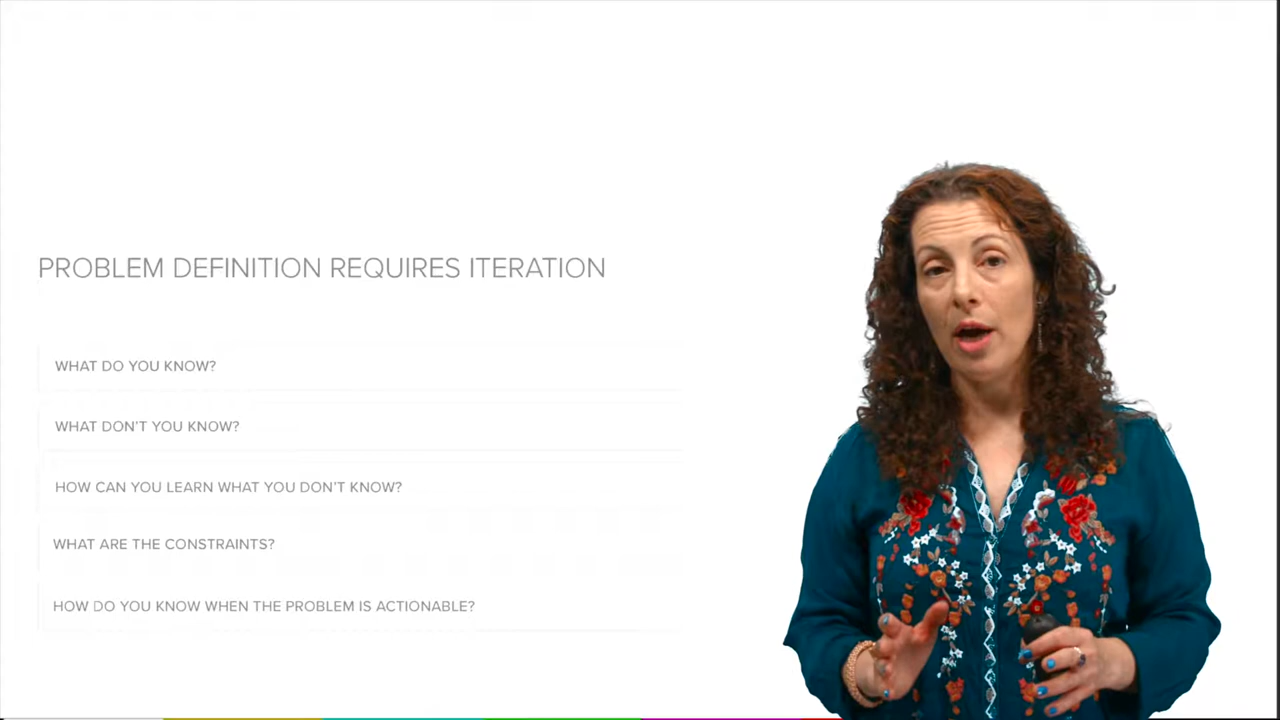 PROBLEM DEFINITION REQUIRES ITERATION
WHAT DO YOU KNOW?
WHAT DON'T YOU KNOW?
HOW CAN YOU LEARN WHAT YOU DON'T KNOW?
WHAT ARE THE CONSTRAINTS?
HOW DO YOU KNOW WHEN THE PROBLEM IS ACTIONABLE?